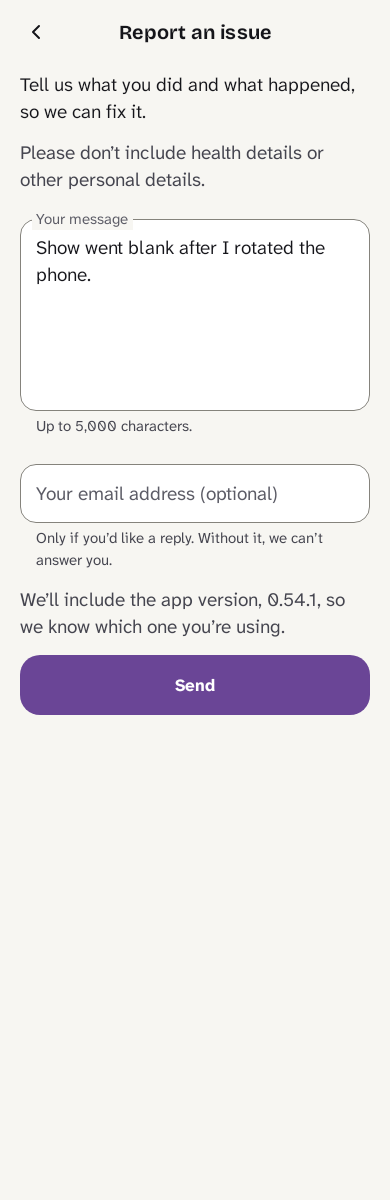 Report an issue
Tell us what you did and what happened,
so we can fix it.
Please don’t include health details or
other personal details.
Your message
Show went blank after I rotated the
phone.
Up to 5,000 characters.
Your email address (optional)
Only if you’d like a reply. Without it, we can’t
answer you.
We’ll include the app version, 0.54.1, so
we know which one you’re using.
Send